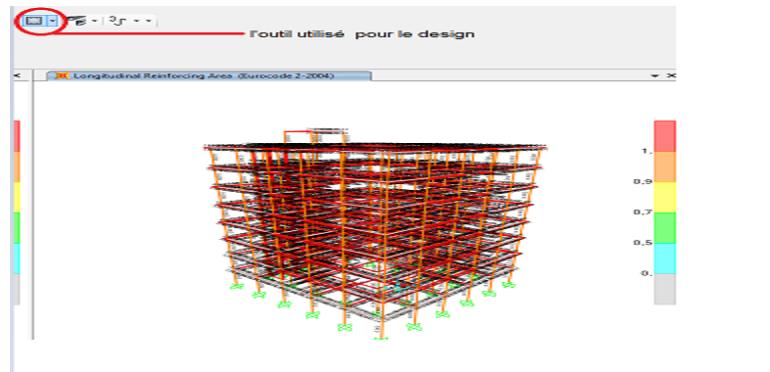 l'outil utilisé pour le design
Longitudinal Reinforcing Area (Eurocode 2-2004)
1.
0,9
0,7
0,5
0.